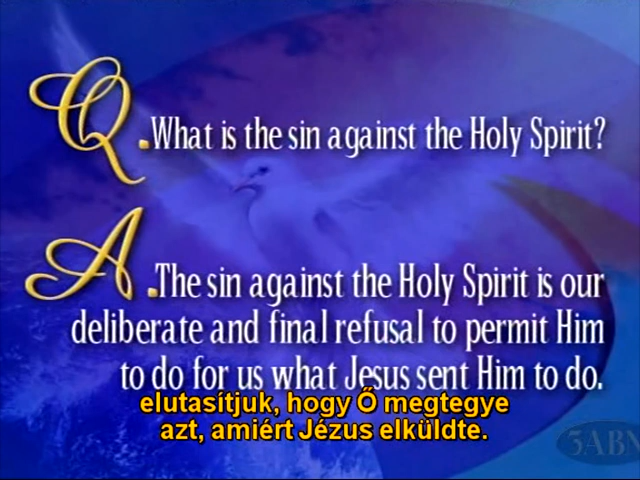 Q. What is the sin against the Holy Spirit?
A. The sin against the Holy Spirit is our
deliberate and final refusal to permit Him
to do for us what Jesus sent Him to do.
elutasítjuk, hogy Ő megtegye
azt, amiért Jézus elküldte.
3ABN